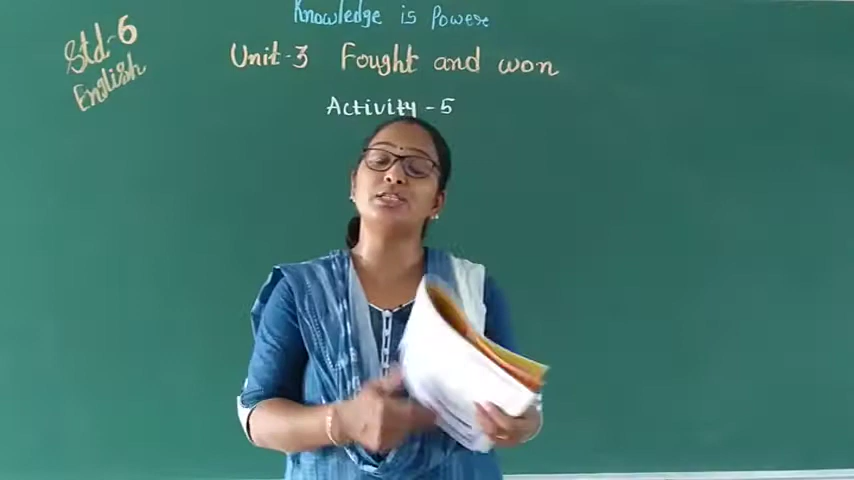 Knowledge is Power
Std-6
English
Unit-3 Fought and won
Activity-5